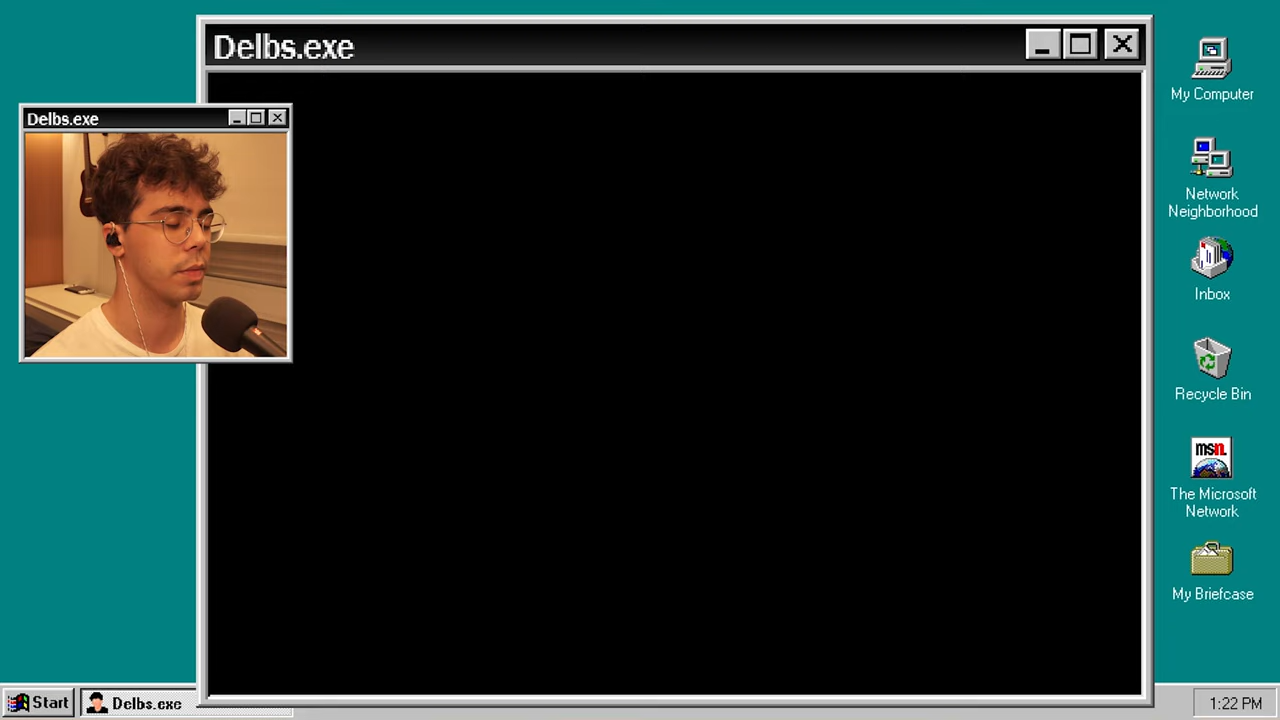 Delbs.exe
Delbs.exe
My Computer
Network
Neighborhood
Inbox
Recycle Bin
msn.
The Microsoft
Network
My Briefcase
Start
Delbs.exe
1:22 PM